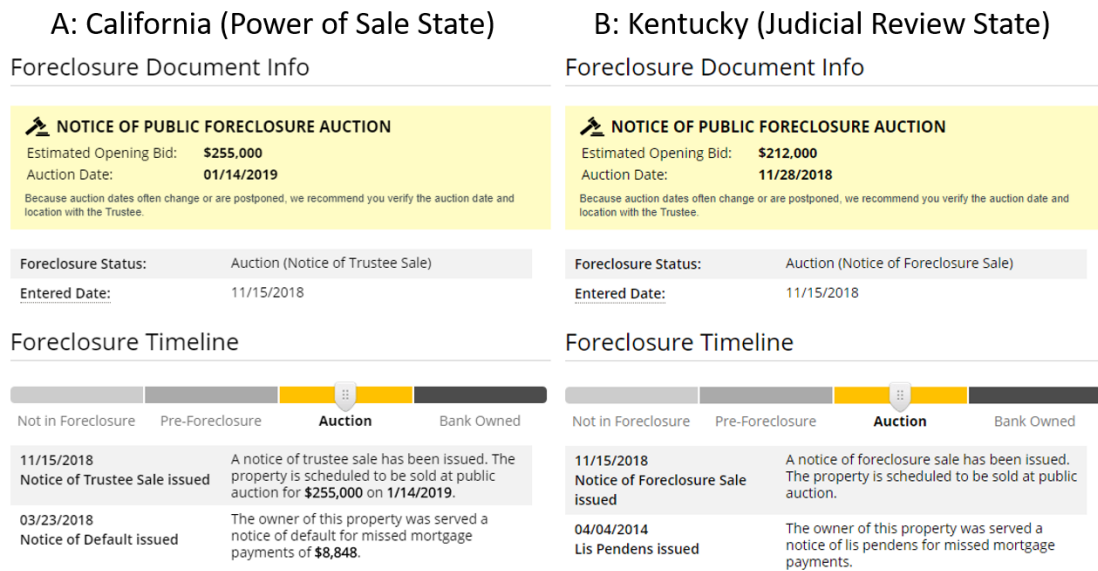 A: California (Power of Sale State)
Foreclosure Document Info
NOTICE OF PUBLIC FORECLOSURE AUCTION
Estimated Opening Bid: $255,000
Auction Date: 01/14/2019
Because auction dates often change or are postponed, we recommend you verify the auction date and
location with the Trustee.
Foreclosure Status: Auction (Notice of Trustee Sale)
Entered Date: 11/15/2018
Foreclosure Timeline
Not in Foreclosure Pre-Foreclosure Auction Bank Owned
11/15/2018
Notice of Trustee Sale issued
A notice of trustee sale has been issued. The
property is scheduled to be sold at public
auction for $255,000 on 1/14/2019.
03/23/2018
Notice of Default issued
The owner of this property was served a
notice of default for missed mortgage
payments of $8,848.
B: Kentucky (Judicial Review State)
Foreclosure Document Info
NOTICE OF PUBLIC FORECLOSURE AUCTION
Estimated Opening Bid: $212,000
Auction Date: 11/28/2018
Because auction dates often change or are postponed, we recommend you verify the auction date and
location with the Trustee.
Foreclosure Status: Auction (Notice of Foreclosure Sale)
Entered Date: 11/15/2018
Foreclosure Timeline
Not in Foreclosure Pre-Foreclosure Auction Bank Owned
11/15/2018
Notice of Foreclosure Sale
issued
A notice of foreclosure sale has been issued.
The property is scheduled to be sold at public
auction.
04/04/2014
Lis Pendens issued
The owner of this property was served a
notice of lis pendens for missed mortgage
payments.